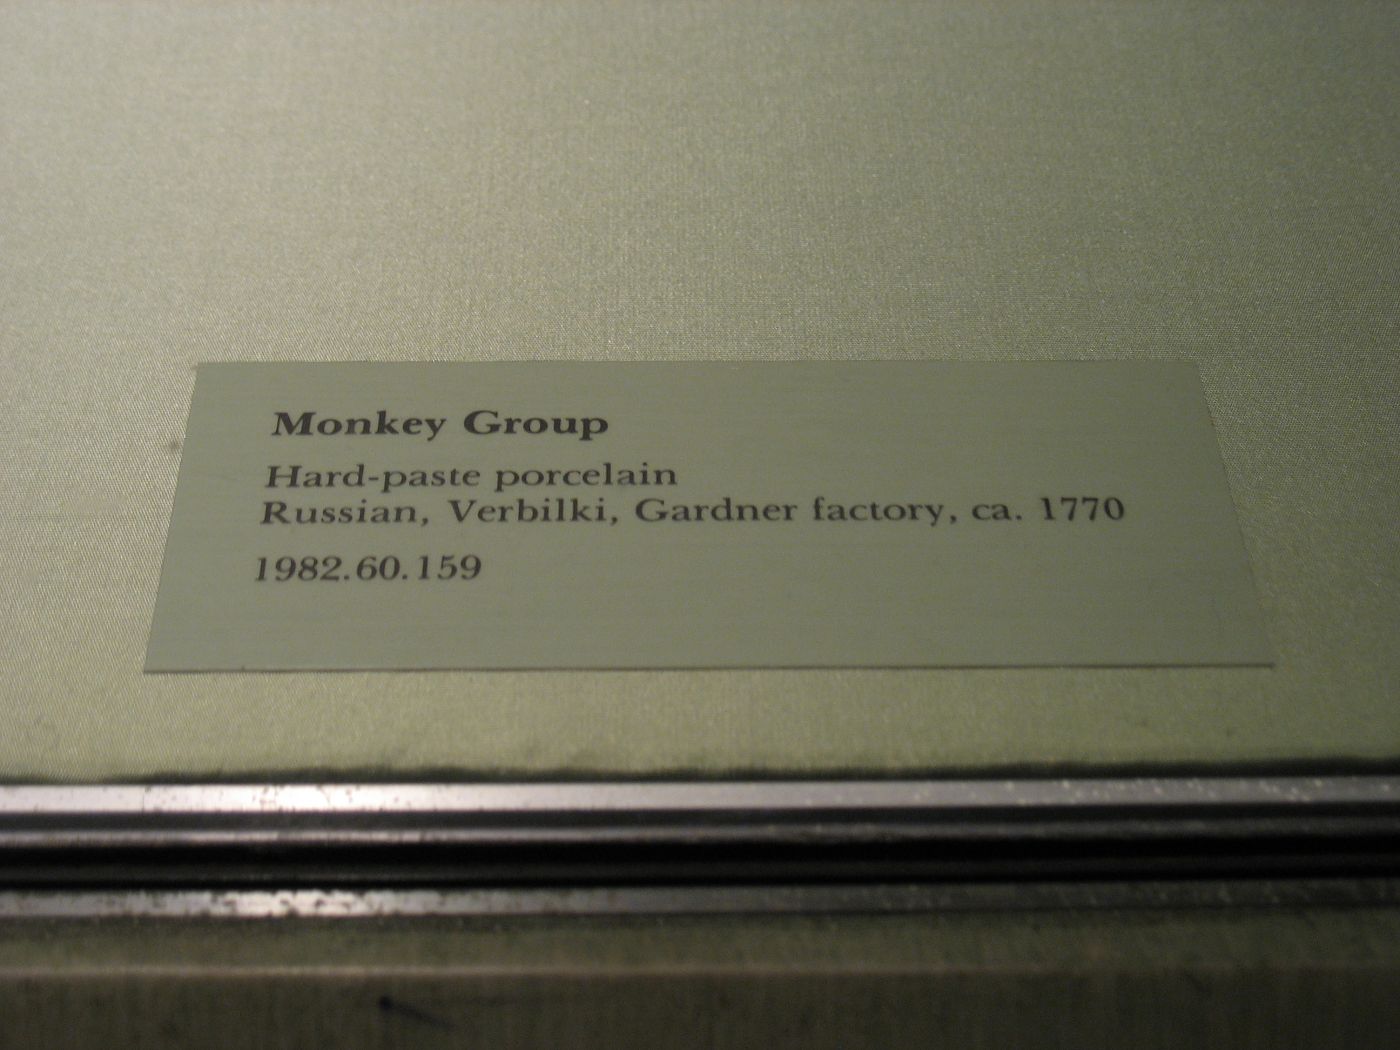 Monkey Group
Hard-paste porcelain
Russian, Verbilki, Gardner factory, ca. 1770
1982.60.159